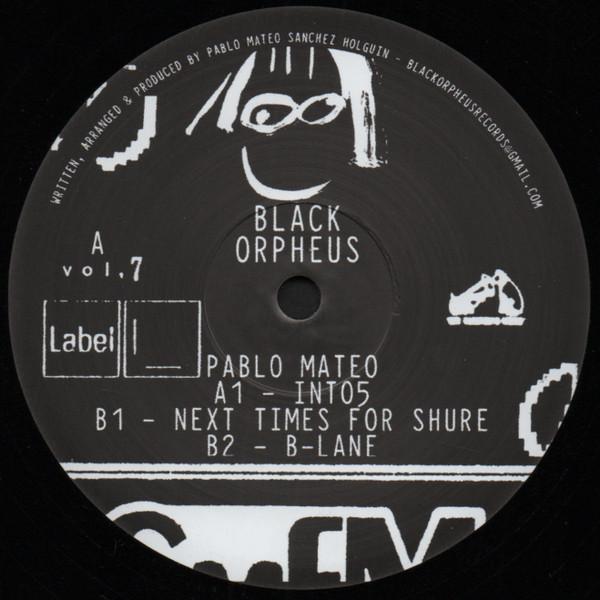 WRITTEN, ARRANGED & PRODUCED BY PABLO MATEO SANCHEZ HOLGUIN - BLACKORPHEUSRECORDS@GMAIL.COM
BLACK
ORPHEUS
A
vol.7
Label
PABLO MATEO
A1 - INTO5
B1 - NEXT TIMES FOR SHURE
B2 - B-LANE